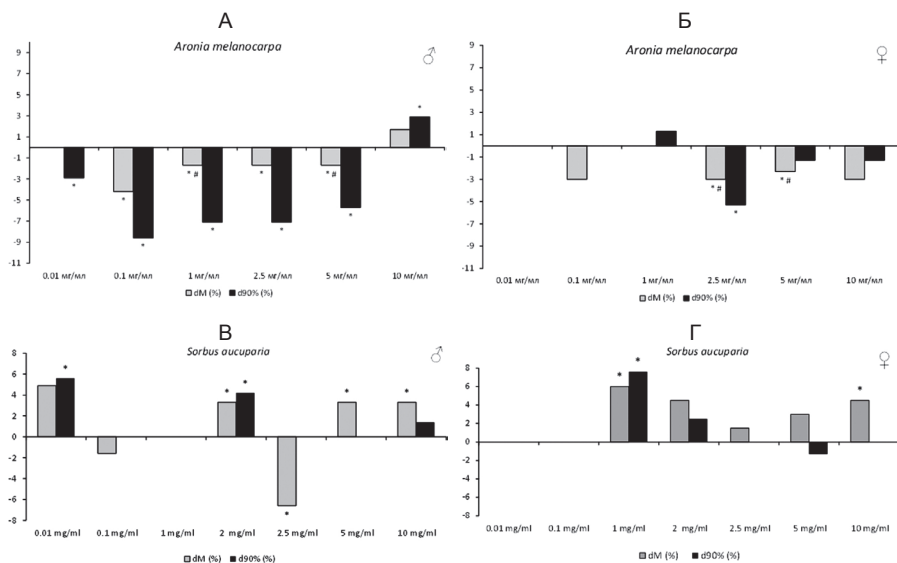 А
Aronia melanocarpa
♂
9
7
5
3
1
-1
-3
-5
-7
-9
-11
* * * * # * * * * # * *
0.01 мг/мл 0.1 мг/мл 1 мг/мл 2.5 мг/мл 5 мг/мл 10 мг/мл
dM (%) d90% (%)
Б
Aronia melanocarpa
♀
9
7
5
3
1
-1
-3
-5
-7
-9
-11
* # * * #
0.01 мг/мл 0.1 мг/мл 1 мг/мл 2.5 мг/мл 5 мг/мл 10 мг/мл
dM (%) d90% (%)
В
Sorbus aucuparia
♂
8
6
4
2
0
-2
-4
-6
-8
* * * * * *
0.01 mg/ml 0.1 mg/ml 1 mg/ml 2 mg/ml 2.5 mg/ml 5 mg/ml 10 mg/ml
dM (%) d90% (%)
Г
Sorbus aucuparia
♀
8
6
4
2
0
-2
-4
-6
-8
* * *
0.01 mg/ml 0.1 mg/ml 1 mg/ml 2 mg/ml 2.5 mg/ml 5 mg/ml 10 mg/ml
dM (%) d90% (%)